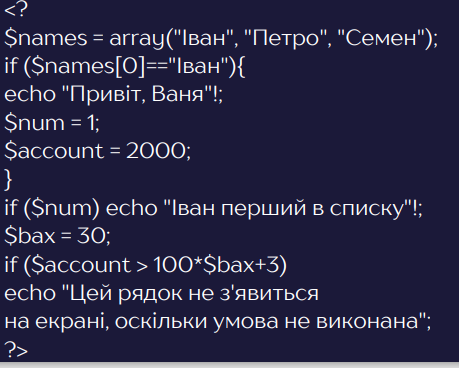 <?
$names = array("Іван", "Петро", "Семен");
if ($names[0]=="Іван"){
echo "Привіт, Ваня"!;
$num = 1;
$account = 2000;
}
if ($num) echo "Іван перший в списку"!;
$bax = 30;
if ($account > 100*$bax+3)
echo "Цей рядок не з'явиться
на екрані, оскільки умова не виконана";
?>